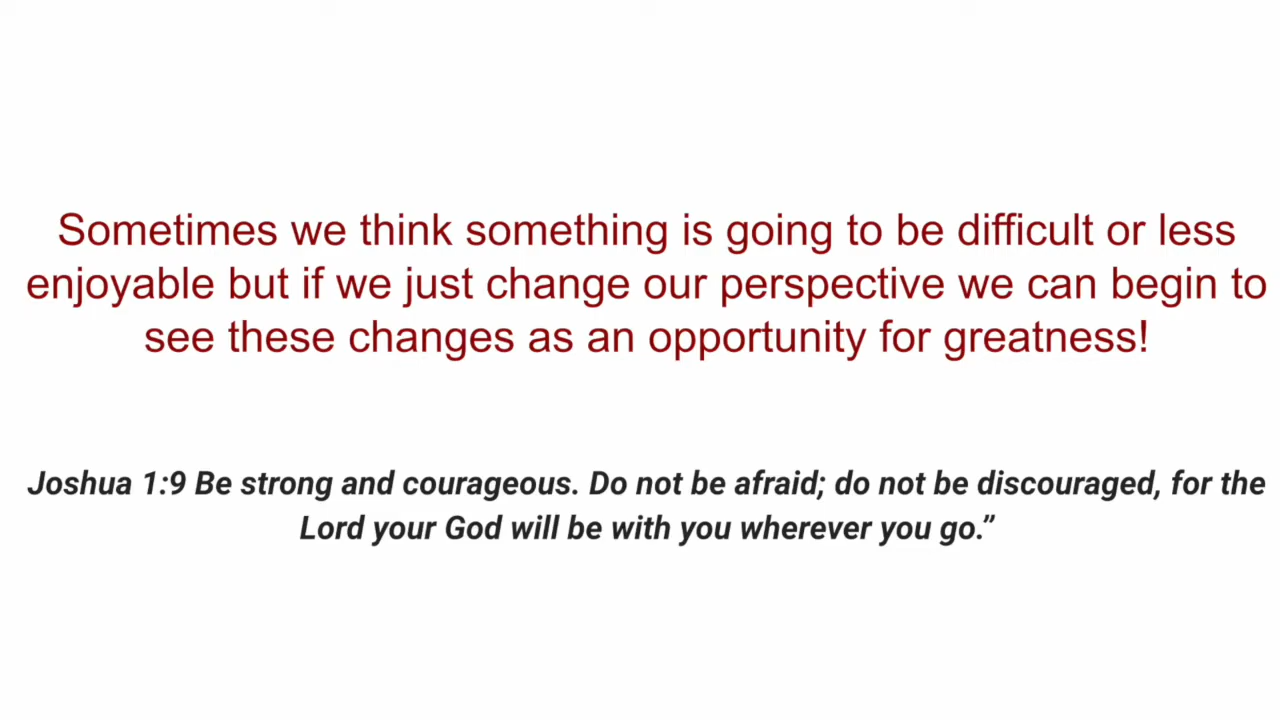 Sometimes we think something is going to be difficult or less
enjoyable but if we just change our perspective we can begin to
see these changes as an opportunity for greatness!
Joshua 1:9 Be strong and courageous. Do not be afraid; do not be discouraged, for the
Lord your God will be with you wherever you go.”